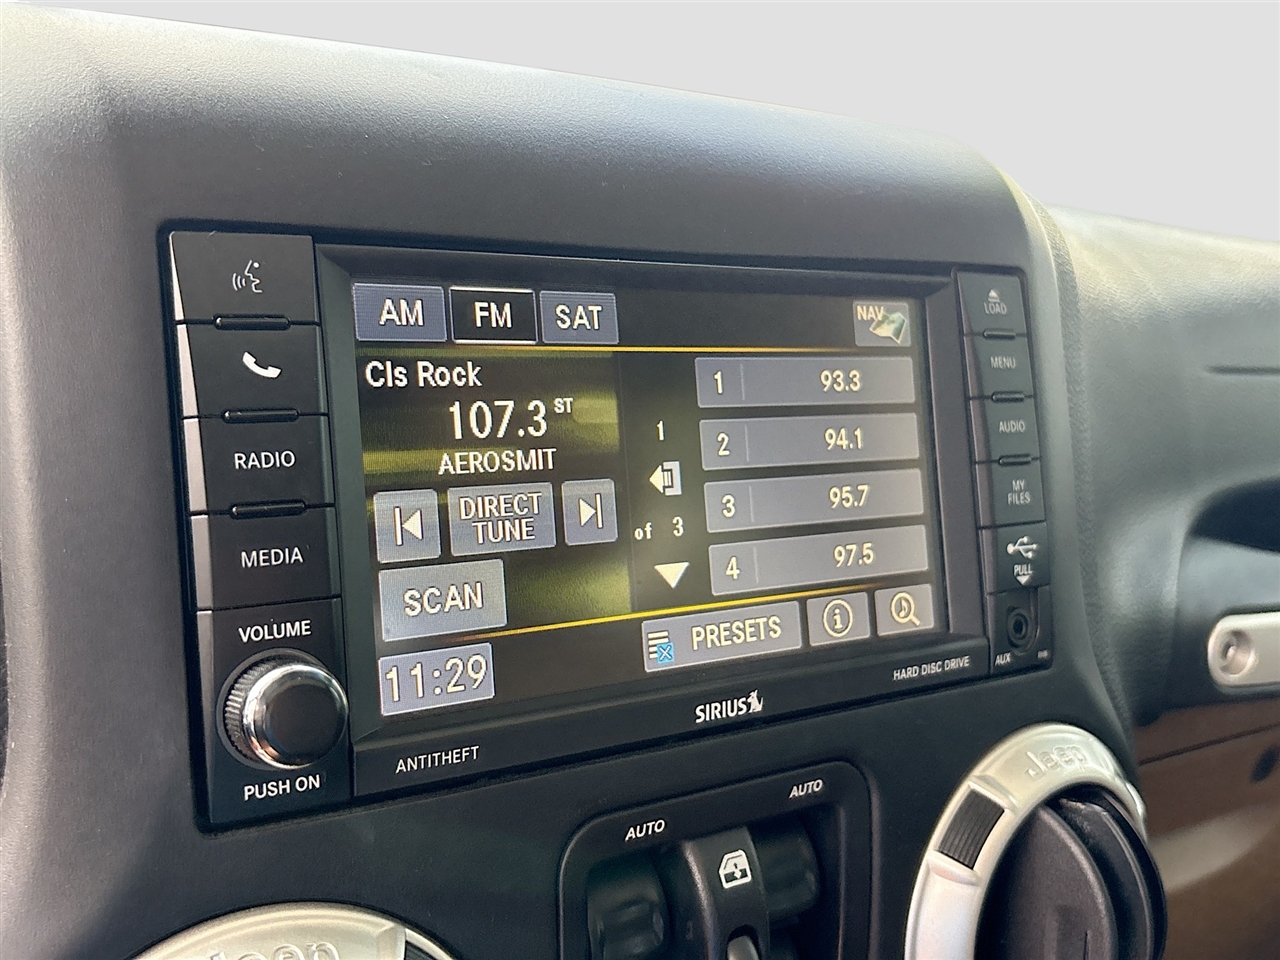 AM FM SAT NAV
Cls Rock
107.3 ST
AEROSMIT
DIRECT
TUNE
SCAN
11:29
1
of 3
1 93.3
2 94.1
3 95.7
4 97.5
PRESETS
RADIO
MEDIA
VOLUME
PUSH ON
LOAD
MENU
AUDIO
MY
FILES
PULL
AUX
HARD DISC DRIVE
SIRIUS
ANTITHEFT
AUTO
AUTO
Jeep
Jeep